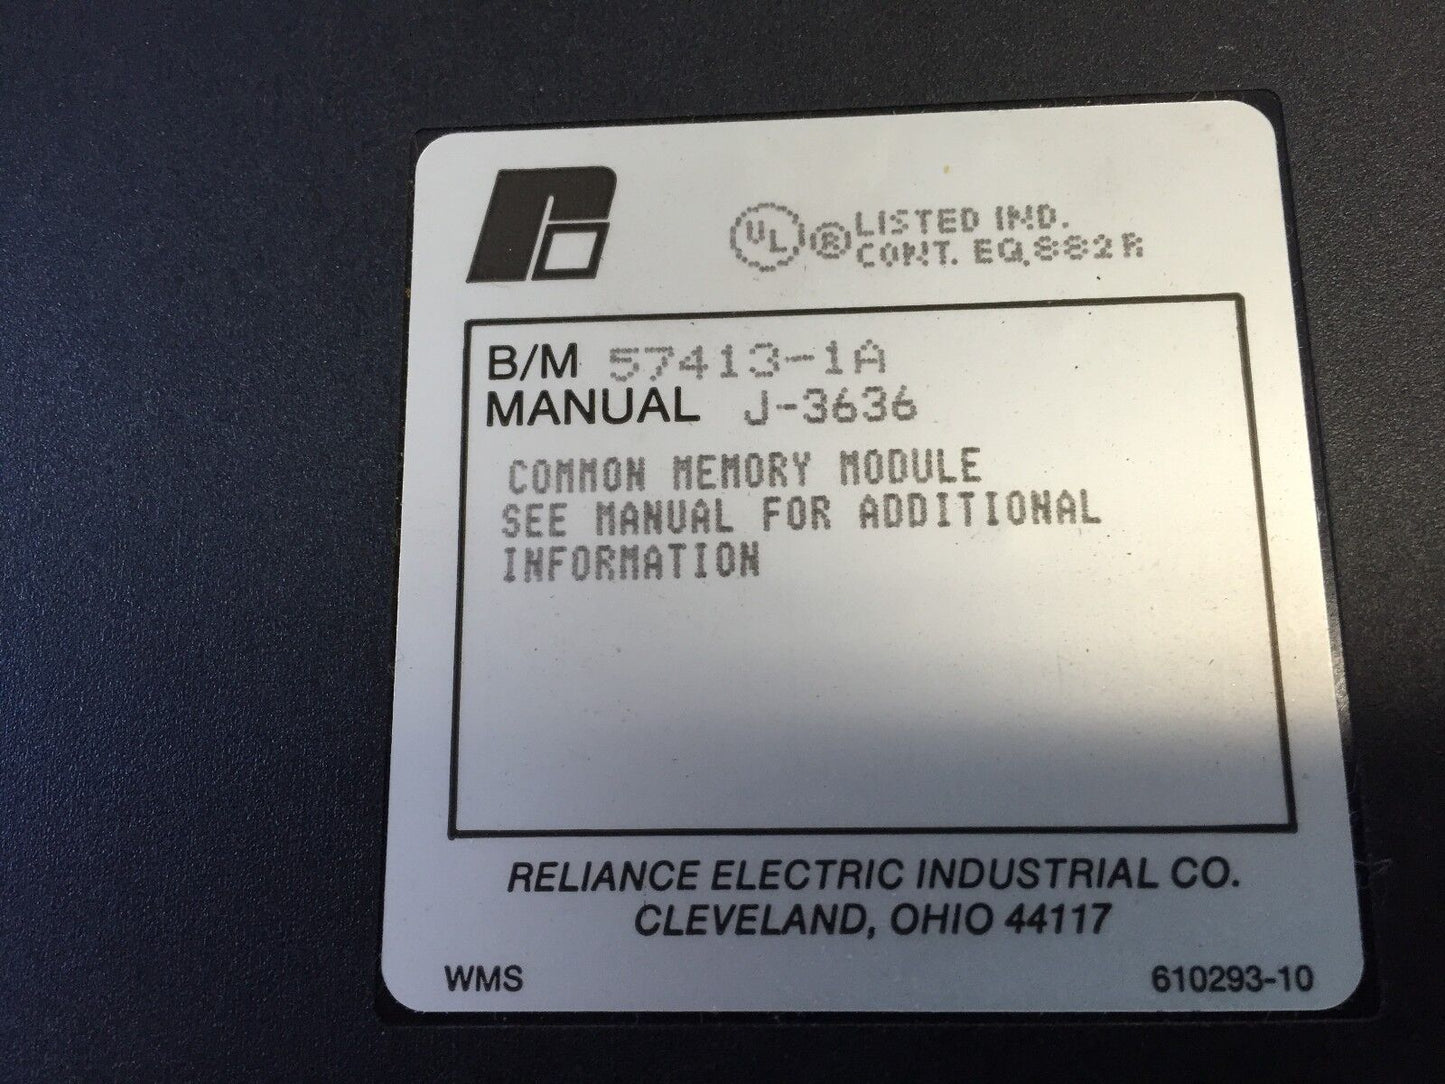 UL ® LISTED IND.
CONT. EQ. 882R
B/M 57413-1A
MANUAL J-3636
COMMON MEMORY MODULE
SEE MANUAL FOR ADDITIONAL
INFORMATION
RELIANCE ELECTRIC INDUSTRIAL CO.
CLEVELAND, OHIO 44117
WMS 610293-10